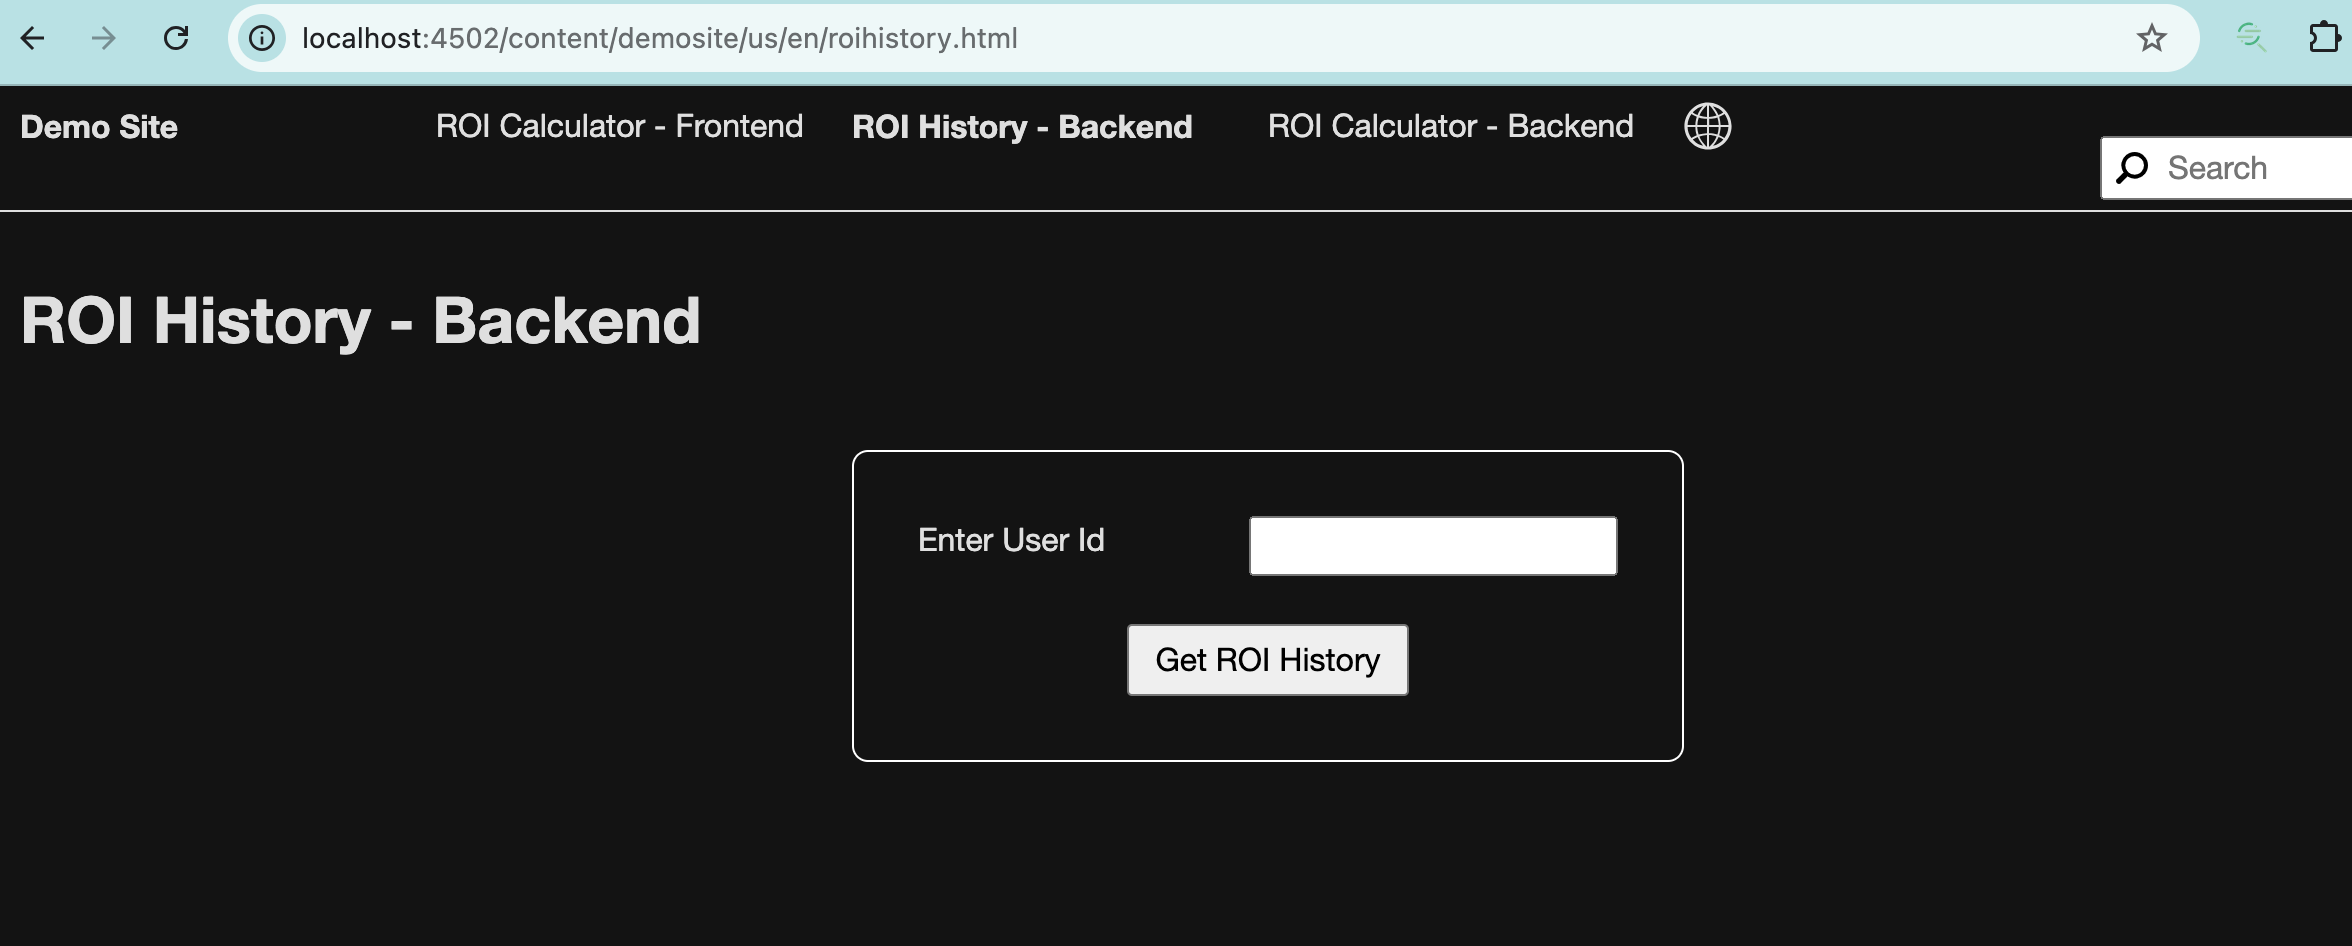 localhost:4502/content/demosite/us/en/roihistory.html
Demo Site ROI Calculator - Frontend ROI History - Backend ROI Calculator - Backend
Search
ROI History - Backend
Enter User Id
Get ROI History